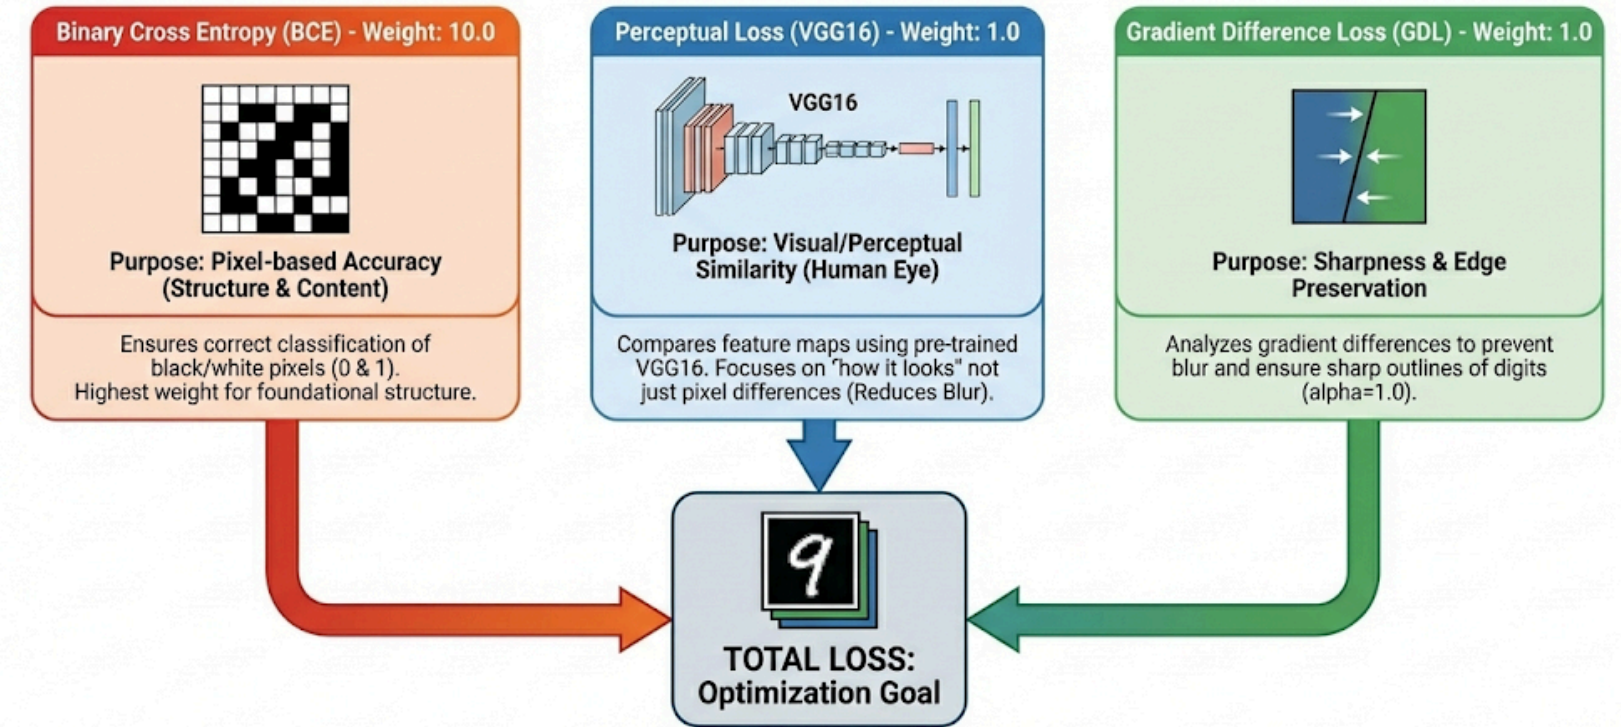 Binary Cross Entropy (BCE) - Weight: 10.0
Purpose: Pixel-based Accuracy
(Structure & Content)
Ensures correct classification of
black/white pixels (0 & 1).
Highest weight for foundational structure.
Perceptual Loss (VGG16) - Weight: 1.0
VGG16
Purpose: Visual/Perceptual
Similarity (Human Eye)
Compares feature maps using pre-trained
VGG16. Focuses on "how it looks" not
just pixel differences (Reduces Blur).
Gradient Difference Loss (GDL) - Weight: 1.0
Purpose: Sharpness & Edge
Preservation
Analyzes gradient differences to prevent
blur and ensure sharp outlines of digits
(alpha=1.0).
9
TOTAL LOSS:
Optimization Goal